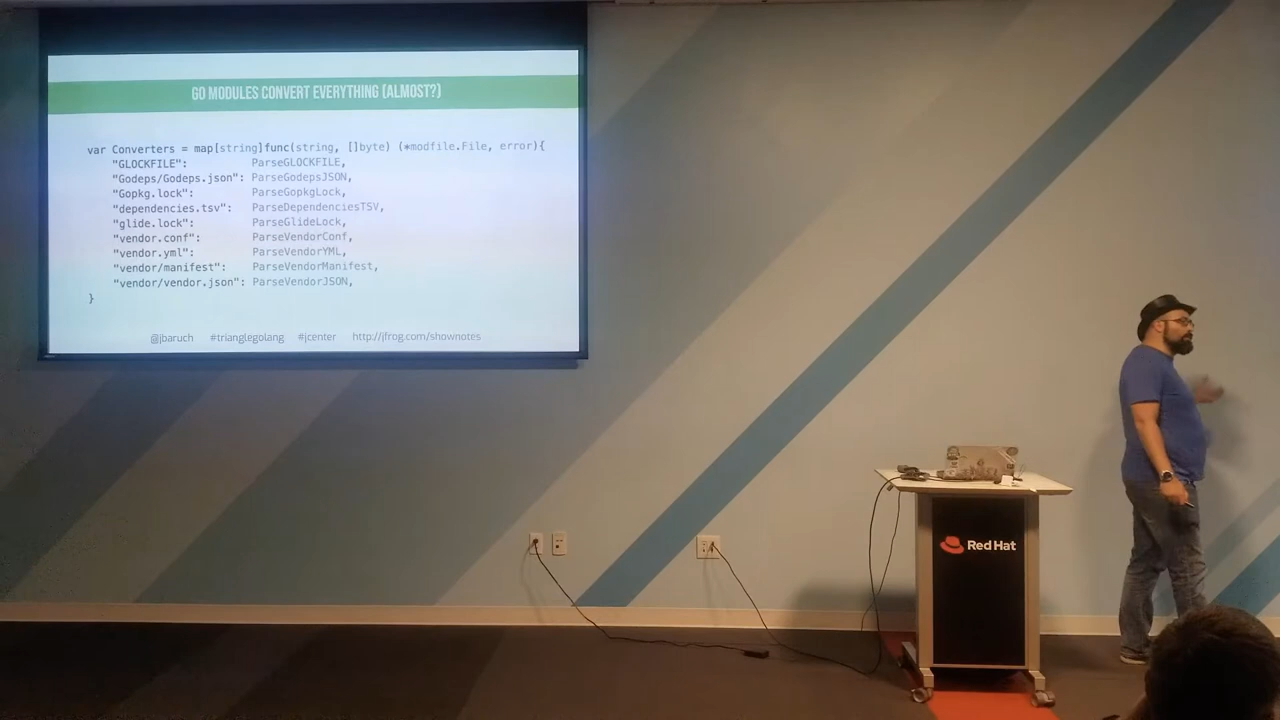 GO MODULES CONVERT EVERYTHING (ALMOST?)
var Converters = map[string]func(string, []byte) (*modfile.File, error){
"GLOCKFILE": ParseGLOCKFILE,
"Godeps/Godeps.json": ParseGodepsJSON,
"Gopkg.lock": ParseGopkgLock,
"dependencies.tsv": ParseDependenciesTSV,
"glide.lock": ParseGlideLock,
"vendor.conf": ParseVendorConf,
"vendor.yml": ParseVendorYML,
"vendor/manifest": ParseVendorManifest,
"vendor/vendor.json": ParseVendorJSON,
}
@jbaruch #trianglegolang #jcenter http://jfrog.com/shownotes
Red Hat